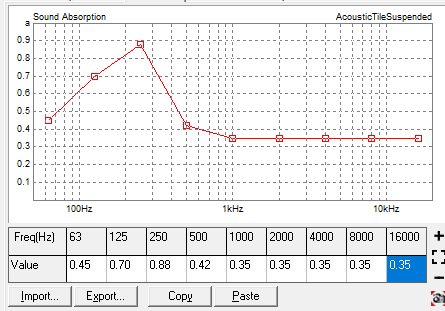 Sound Absorption AcousticTileSuspended
a
0.9
0.8
0.7
0.6
0.5
0.4
0.3
0.2
0.1
100Hz 1kHz 10kHz
Freq(Hz) 63 125 250 500 1000 2000 4000 8000 16000
Value 0.45 0.70 0.88 0.42 0.35 0.35 0.35 0.35 0.35
Import... Export... Copy Paste